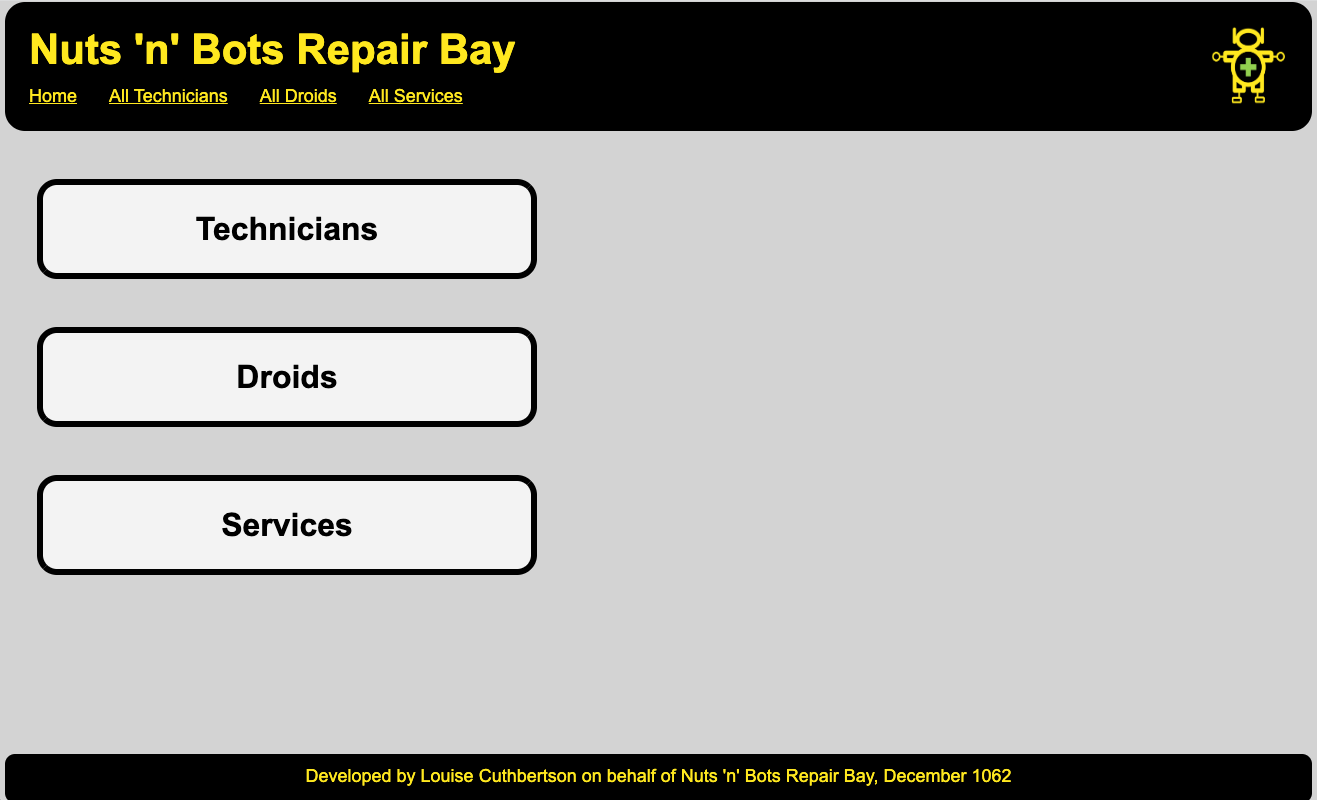 Nuts 'n' Bots Repair Bay
Home All Technicians All Droids All Services
Technicians
Droids
Services
Developed by Louise Cuthbertson on behalf of Nuts 'n' Bots Repair Bay, December 1062